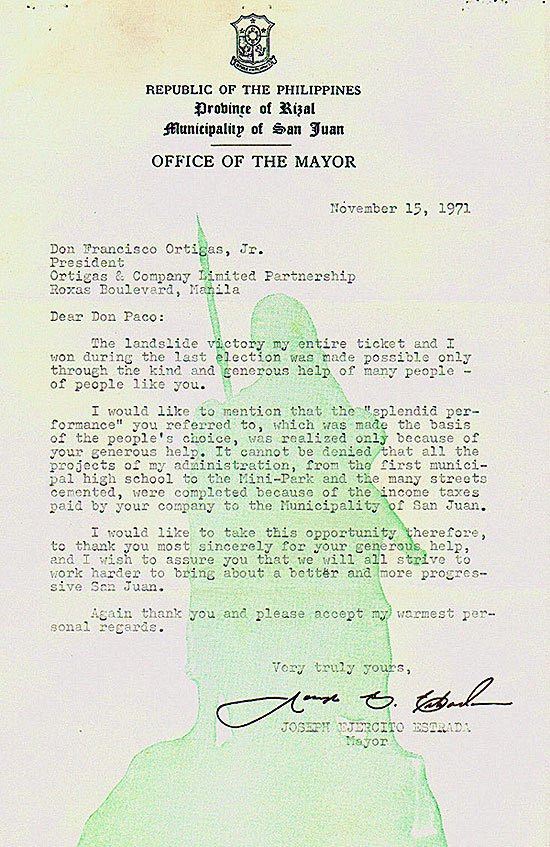 REPUBLIC OF THE PHILIPPINES
Province of Rizal
Municipality of San Juan
OFFICE OF THE MAYOR
November 15, 1971
Don Francisco Ortigas, Jr.
President
Ortigas & Company Limited Partnership
Roxas Boulevard, Manila
Dear Don Paco:
The landslide victory my entire ticket and I
won during the last election was made possible only
through the kind and generous help of many people -
of people like you.
I would like to mention that the "splendid per-
formance" you referred to, which was made the basis
of the people's choice, was realized only because of
your generous help. It cannot be denied that all the
projects of my administration, from the first munici-
pal high school to the Mini-Park and the many streets
cemented, were completed because of the income taxes
paid by your company to the Municipality of San Juan.
I would like to take this opportunity therefore,
to thank you most sincerely for your generous help,
and I wish to assure you that we will all strive to
work harder to bring about a better and more progres-
sive San Juan.
Again thank you and please accept my warmest per-
sonal regards.
Very truly yours,
JOSEPH EJERCITO ESTRADA
Mayor